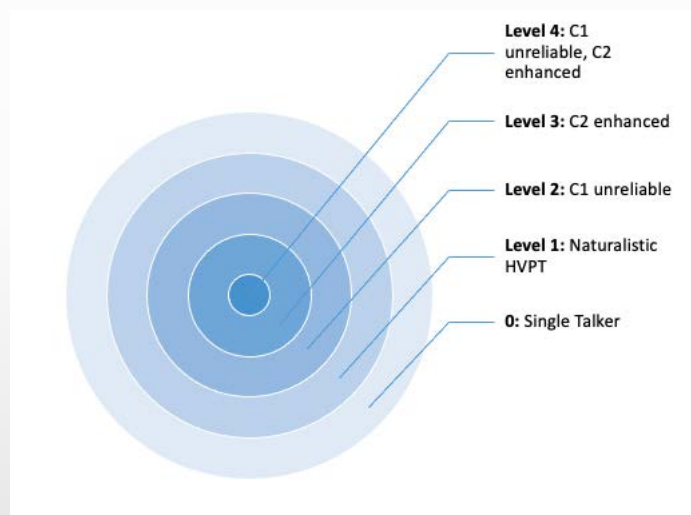 Level 4: C1
unreliable, C2
enhanced
Level 3: C2 enhanced
Level 2: C1 unreliable
Level 1: Naturalistic
HVPT
0: Single Talker